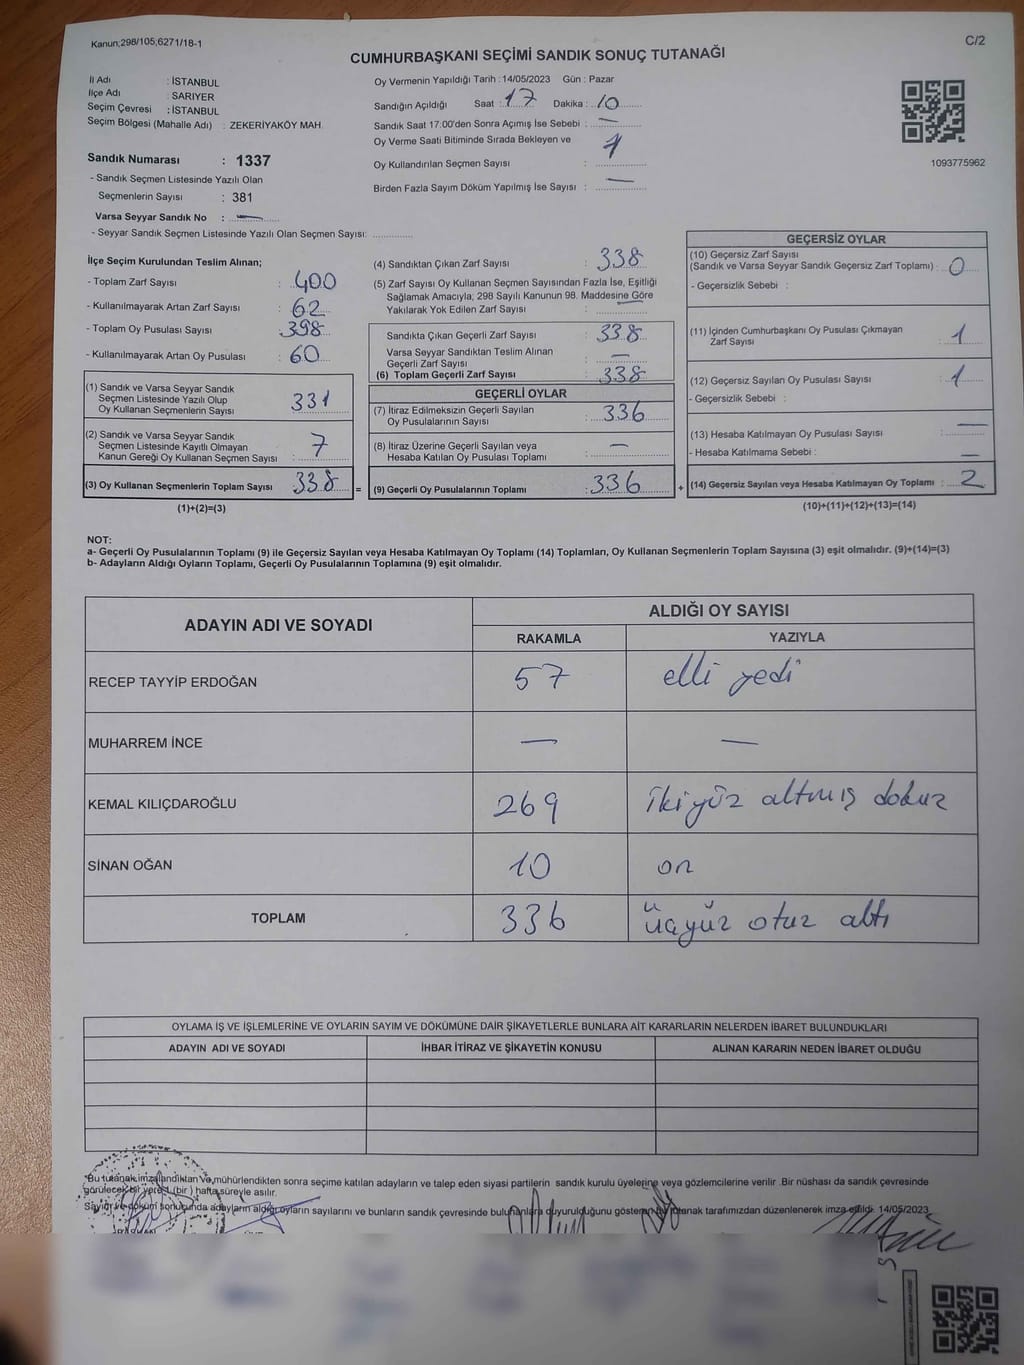 Kanun;298/105;6271/18-1
C/2
CUMHURBAŞKANI SEÇİMİ SANDIK SONUÇ TUTANAĞI
İl Adı : İSTANBUL
İlçe Adı : SARIYER
Seçim Çevresi : İSTANBUL
Seçim Bölgesi (Mahalle Adı) : ZEKERİYAKÖY MAH.
Sandık Numarası : 1337
- Sandık Seçmen Listesinde Yazılı Olan
Seçmenlerin Sayısı : 381
Varsa Seyyar Sandık No : —
- Seyyar Sandık Seçmen Listesinde Yazılı Olan Seçmen Sayısı: ..............
Oy Vermenin Yapıldığı Tarih : 14/05/2023 Gün : Pazar
Sandığın Açıldığı Saat : 17 Dakika : 10
Sandık Saat 17:00'den Sonra Açımış İse Sebebi : —
Oy Verme Saati Bitiminde Sırada Bekleyen ve
Oy Kullandırılan Seçmen Sayısı : 1
Birden Fazla Sayım Döküm Yapılmış İse Sayısı : —
1093775962
İlçe Seçim Kurulundan Teslim Alınan;
- Toplam Zarf Sayısı : 400
- Kullanılmayarak Artan Zarf Sayısı : 62
- Toplam Oy Pusulası Sayısı : 398
- Kullanılmayarak Artan Oy Pusulası : 60
(1) Sandık ve Varsa Seyyar Sandık
Seçmen Listesinde Yazılı Olup
Oy Kullanan Seçmenlerin Sayısı : 331
(2) Sandık ve Varsa Seyyar Sandık
Seçmen Listesinde Kayıtlı Olmayan
Kanun Gereği Oy Kullanan Seçmen Sayısı : 7
(3) Oy Kullanan Seçmenlerin Toplam Sayısı 338 =
(1)+(2)=(3)
(4) Sandıktan Çıkan Zarf Sayısı : 338
(5) Zarf Sayısı Oy Kullanan Seçmen Sayısından Fazla İse, Eşitliği
Sağlamak Amacıyla; 298 Sayılı Kanunun 98. Maddesine Göre
Yakılarak Yok Edilen Zarf Sayısı : —
Sandıkta Çıkan Geçerli Zarf Sayısı : 338
Varsa Seyyar Sandıktan Teslim Alınan
Geçerli Zarf Sayısı : —
(6) Toplam Geçerli Zarf Sayısı : 338
GEÇERLİ OYLAR
(7) İtiraz Edilmeksizin Geçerli Sayılan
Oy Pusulalarının Sayısı : 336
(8) İtiraz Üzerine Geçerli Sayılan veya
Hesaba Katılan Oy Pusulası Toplamı : —
(9) Geçerli Oy Pusulalarının Toplamı : 336 +
GEÇERSİZ OYLAR
(10) Geçersiz Zarf Sayısı
(Sandık ve Varsa Seyyar Sandık Geçersiz Zarf Toplamı) : 0
- Geçersizlik Sebebi :
(11) İçinden Cumhurbaşkanı Oy Pusulası Çıkmayan
Zarf Sayısı : 1
(12) Geçersiz Sayılan Oy Pusulası Sayısı : 1
- Geçersizlik Sebebi :
(13) Hesaba Katılmayan Oy Pusulası Sayısı : —
- Hesaba Katılmama Sebebi : —
(14) Geçersiz Sayılan veya Hesaba Katılmayan Oy Toplamı : 2
(10)+(11)+(12)+(13)=(14)
NOT:
a- Geçerli Oy Pusulalarının Toplamı (9) ile Geçersiz Sayılan veya Hesaba Katılmayan Oy Toplamı (14) Toplamları, Oy Kullanan Seçmenlerin Toplam Sayısına (3) eşit olmalıdır. (9)+(14)=(3)
b- Adayların Aldığı Oyların Toplamı, Geçerli Oy Pusulalarının Toplamına (9) eşit olmalıdır.
ADAYIN ADI VE SOYADI
ALDIĞI OY SAYISI
RAKAMLA YAZIYLA
RECEP TAYYİP ERDOĞAN 57 elli yedi
MUHARREM İNCE — —
KEMAL KILIÇDAROĞLU 269 ikiyüz altmış dokuz
SİNAN OĞAN 10 on
TOPLAM 336 üçyüz otuz altı
OYLAMA İŞ VE İŞLEMLERİNE VE OYLARIN SAYIM VE DÖKÜMÜNE DAİR ŞİKAYETLERLE BUNLARA AİT KARARLARIN NELERDEN İBARET BULUNDUKLARI
ADAYIN ADI VE SOYADI İHBAR İTİRAZ VE ŞİKAYETİN KONUSU ALINAN KARARIN NEDEN İBARET OLDUĞU
*Bu tutanak imzalandıktan ve mühürlendikten sonra seçime katılan adayların ve talep eden siyasi partilerin sandık kurulu üyelerine veya gözlemcilerine verilir .Bir nüshası da sandık çevresinde
görülecek bir yere 1 (bir ) hafta süreyle asılır.
Sayım ve döküm sonucunda adayların aldığı oyların sayılarını ve bunların sandık çevresinde bulunanlara duyurulduğunu gösteren bu tutanak tarafımızdan düzenlenerek imza edildi. 14/05/2023